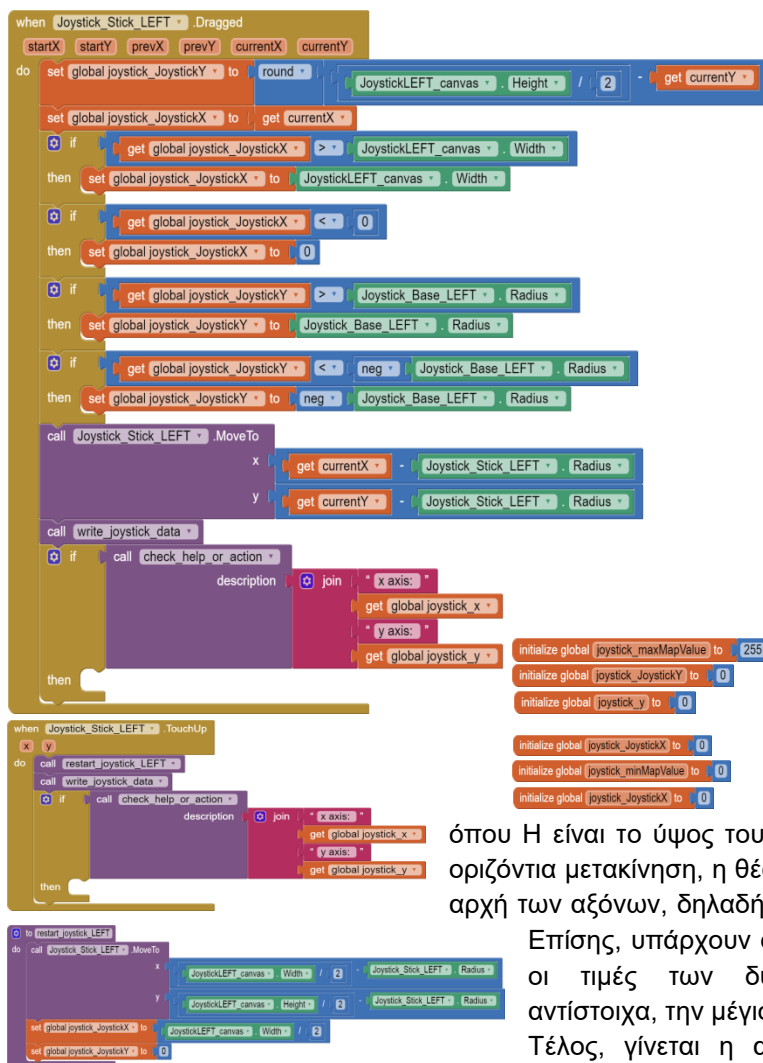 when Joystick_Stick_LEFT .Dragged
startX startY prevX prevY currentX currentY
do set global joystick_JoystickY to round JoystickLEFT_canvas . Height / 2 - get currentY
set global joystick_JoystickX to get currentX
if get global joystick_JoystickX > JoystickLEFT_canvas . Width
then set global joystick_JoystickX to JoystickLEFT_canvas . Width
if get global joystick_JoystickX < 0
then set global joystick_JoystickX to 0
if get global joystick_JoystickY > Joystick_Base_LEFT . Radius
then set global joystick_JoystickY to Joystick_Base_LEFT . Radius
if get global joystick_JoystickY < neg Joystick_Base_LEFT . Radius
then set global joystick_JoystickY to neg Joystick_Base_LEFT . Radius
call Joystick_Stick_LEFT .MoveTo
x get currentX - Joystick_Stick_LEFT . Radius
y get currentY - Joystick_Stick_LEFT . Radius
call write_joystick_data
if call check_help_or_action
description join " x axis: "
get global joystick_x
" y axis: "
get global joystick_y
then
initialize global joystick_maxMapValue to 255
initialize global joystick_JoystickY to 0
initialize global joystick_y to 0
initialize global joystick_JoystickX to 0
initialize global joystick_minMapValue to 0
initialize global joystick_JoystickX to 0
when Joystick_Stick_LEFT .TouchUp
x y
do call restart_joystick_LEFT
call write_joystick_data
if call check_help_or_action
description join " x axis: "
get global joystick_x
" y axis: "
get global joystick_y
then
to restart_joystick_LEFT
do call Joystick_Stick_LEFT .MoveTo
x JoystickLEFT_canvas . Width / 2 - Joystick_Stick_LEFT . Radius
y JoystickLEFT_canvas . Height / 2 - Joystick_Stick_LEFT . Radius
set global joystick_JoystickX to JoystickLEFT_canvas . Width / 2
set global joystick_JoystickY to 0
όπου Η είναι το ύψος του
οριζόντια μετακίνηση, η
αρχή των αξόνων, δηλαδή
Επίσης, υπάρχουν
οι τιμές των
αντίστοιχα, την
Τέλος, γίνεται η